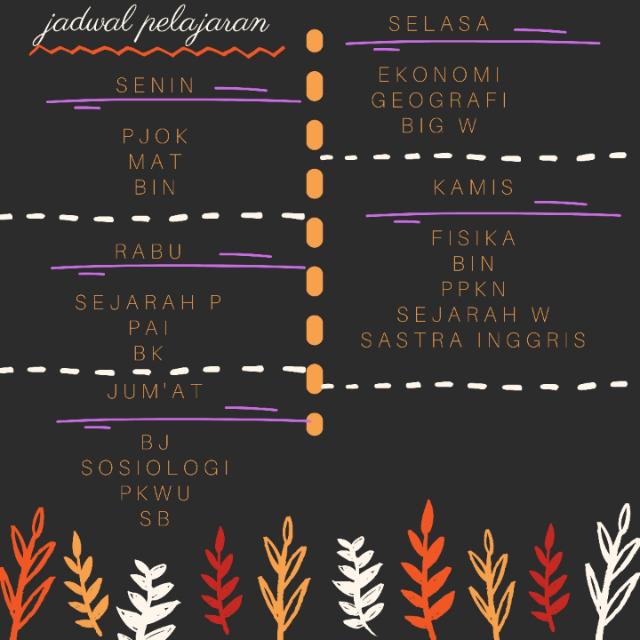 jadwal pelajaran
SENIN
PJOK
MAT
BIN
SELASA
EKONOMI
GEOGRAFI
BIG W
RABU
SEJARAH P
PAI
BK
KAMIS
FISIKA
BIN
PPKN
SEJARAH W
SASTRA INGGRIS
JUM'AT
BJ
SOSIOLOGI
PKWU
SB